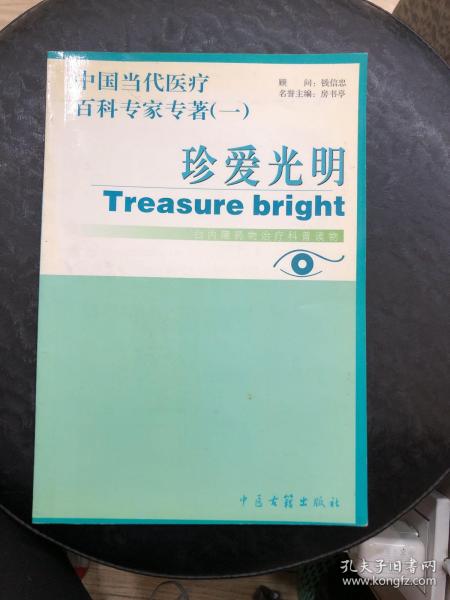 中国当代医疗
百科专家专著(一)
顾 问：钱信忠
名誉主编：房书亭
珍爱光明
Treasure bright
白内障药物治疗科普读物
中医古籍出版社
孔夫子旧书网
www.kongfz.com